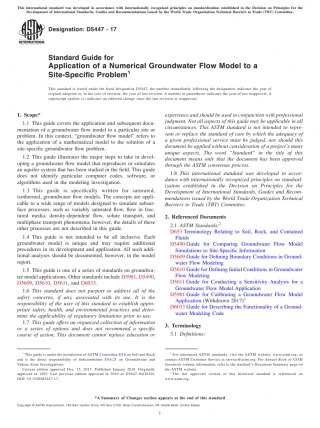 This international standard was developed in accordance with internationally recognized principles on standardization established in the Decision on Principles for the
Development of International Standards, Guides and Recommendations issued by the World Trade Organization Technical Barriers to Trade (TBT) Committee.
Designation: D5447 − 17
Standard Guide for
Application of a Numerical Groundwater Flow Model to a
Site-Specific Problem1
This standard is issued under the fixed designation D5447; the number immediately following the designation indicates the year of
original adoption or, in the case of revision, the year of last revision. A number in parentheses indicates the year of last reapproval. A
superscript epsilon (ε) indicates an editorial change since the last revision or reapproval.
1. Scope*
1.1 This guide covers the application and subsequent docu-
mentation of a groundwater flow model to a particular site or
problem. In this context, "groundwater flow model" refers to
the application of a mathematical model to the solution of a
site-specific groundwater flow problem.
1.2 This guide illustrates the major steps to take in devel-
oping a groundwater flow model that reproduces or simulates
an aquifer system that has been studied in the field. This guide
does not identify particular computer codes, software, or
algorithms used in the modeling investigation.
1.3 This guide is specifically written for saturated,
isothermal, groundwater flow models. The concepts are appli-
cable to a wide range of models designed to simulate subsur-
face processes, such as variably saturated flow, flow in frac-
tured media, density-dependent flow, solute transport, and
multiphase transport phenomena; however, the details of these
other processes are not described in this guide.
1.4 This guide is not intended to be all inclusive. Each
groundwater model is unique and may require additional
procedures in its development and application. All such addi-
tional analyses should be documented, however, in the model
report.
1.5 This guide is one of a series of standards on groundwa-
ter model applications. Other standards include D5981, D5490,
D5609, D5610, D5611, and D6033.
1.6 This standard does not purport to address all of the
safety concerns, if any, associated with its use. It is the
responsibility of the user of this standard to establish appro-
priate safety, health, and environmental practices and deter-
mine the applicability of regulatory limitations prior to use.
1.7 This guide offers an organized collection of information
or a series of options and does not recommend a specific
course of action. This document cannot replace education or
1 This guide is under the jurisdiction of ASTM Committee D18 on Soil and Rock
and is the direct responsibility of Subcommittee D18.21 on Groundwater and
Vadose Zone Investigations.
Current edition approved Dec. 15, 2017. Published January 2018. Originally
approved in 1993. Last previous edition approved in 2010 as D5447–04(2010).
DOI: 10.1520/D5447-17.
experience and should be used in conjunction with professional
judgment. Not all aspects of this guide may be applicable in all
circumstances. This ASTM standard is not intended to repre-
sent or replace the standard of care by which the adequacy of
a given professional service must be judged, nor should this
document be applied without consideration of a project's many
unique aspects. The word "Standard" in the title of this
document means only that the document has been approved
through the ASTM consensus process.
1.8 This international standard was developed in accor-
dance with internationally recognized principles on standard-
ization established in the Decision on Principles for the
Development of International Standards, Guides and Recom-
mendations issued by the World Trade Organization Technical
Barriers to Trade (TBT) Committee.
2. Referenced Documents
2.1 ASTM Standards:2
D653 Terminology Relating to Soil, Rock, and Contained
Fluids
D5490 Guide for Comparing Groundwater Flow Model
Simulations to Site-Specific Information
D5609 Guide for Defining Boundary Conditions in Ground-
water Flow Modeling
D5610 Guide for Defining Initial Conditions in Groundwater
Flow Modeling
D5611 Guide for Conducting a Sensitivity Analysis for a
Groundwater Flow Model Application
D5981 Guide for Calibrating a Groundwater Flow Model
Application (Withdrawn 2017)3
D6033 Guide for Describing the Functionality of a Ground-
water Modeling Code
3. Terminology
3.1 Definitions:
2 For referenced ASTM standards, visit the ASTM website, www.astm.org, or
contact ASTM Customer Service at service@astm.org. For Annual Book of ASTM
Standards volume information, refer to the standard's Document Summary page on
the ASTM website.
3 The last approved version of this historical standard is referenced on
www.astm.org.
*A Summary of Changes section appears at the end of this standard
Copyright © ASTM International, 100 Barr Harbor Drive, PO Box C700, West Conshohocken, PA 19428-2959. United States
1